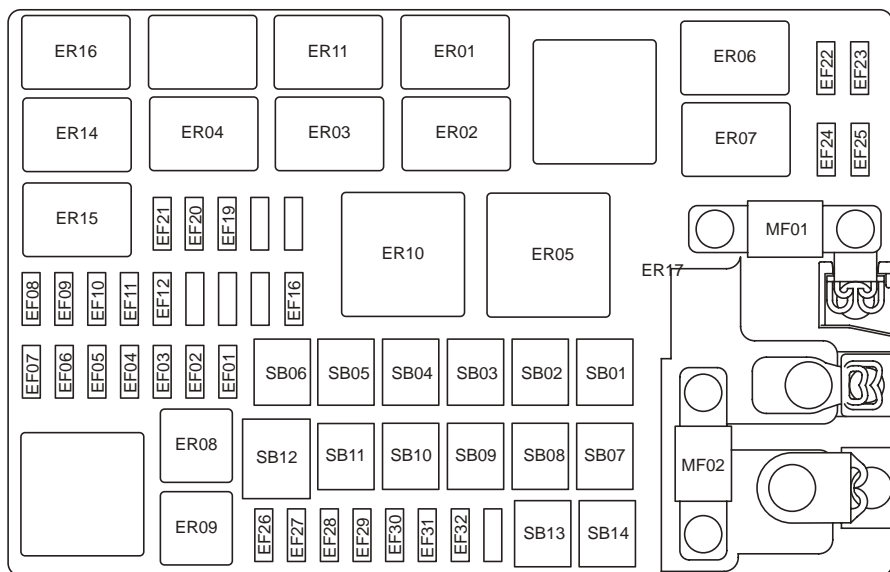 ER16 ER11 ER01 ER06 EF22 EF23
ER14 ER04 ER03 ER02 ER07 EF24 EF25
ER15 EF21 EF20 EF19 ER10 ER05 MF01
ER17
EF08 EF09 EF10 EF11 EF12 EF16
EF07 EF06 EF05 EF04 EF03 EF02 EF01 SB06 SB05 SB04 SB03 SB02 SB01
ER08 SB12 SB11 SB10 SB09 SB08 SB07 MF02
ER09 EF26 EF27 EF28 EF29 EF30 EF31 EF32 SB13 SB14